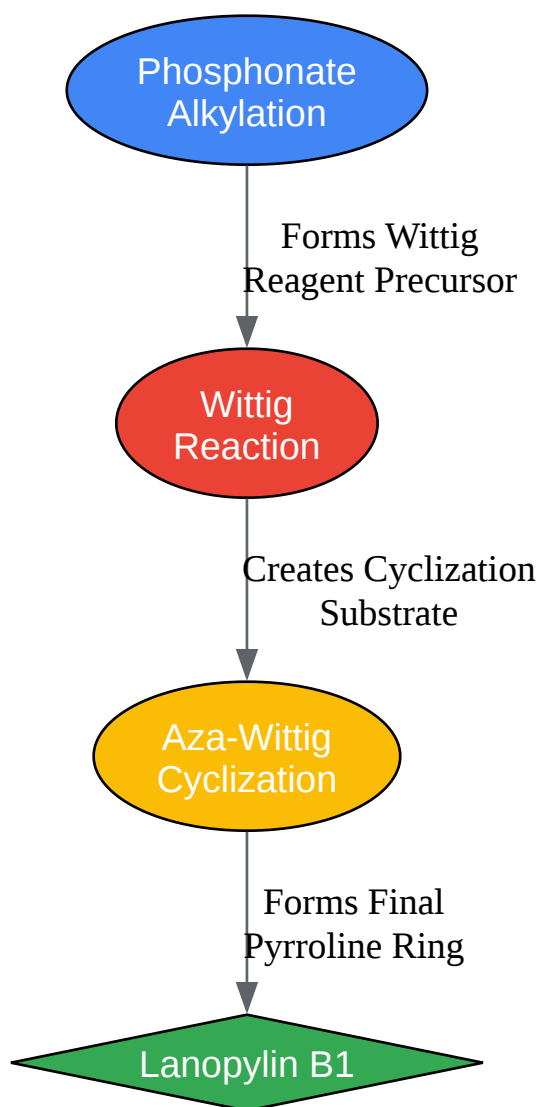 Phosphonate
Alkylation
Forms Wittig
Reagent Precursor
Wittig
Reaction
Creates Cyclization
Substrate
Aza-Wittig
Cyclization
Forms Final
Pyrroline Ring
Lanopylin B1